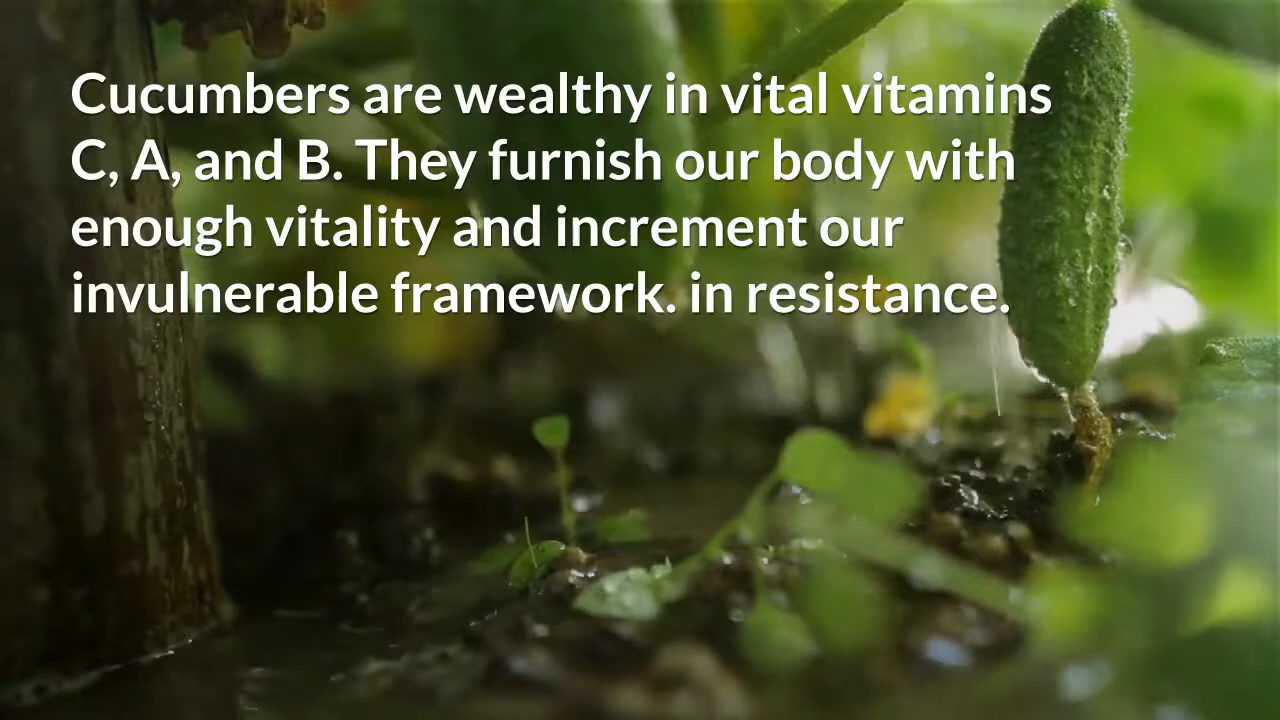 Cucumbers are wealthy in vital vitamins
C, A, and B. They furnish our body with
enough vitality and increment our
invulnerable framework. in resistance.